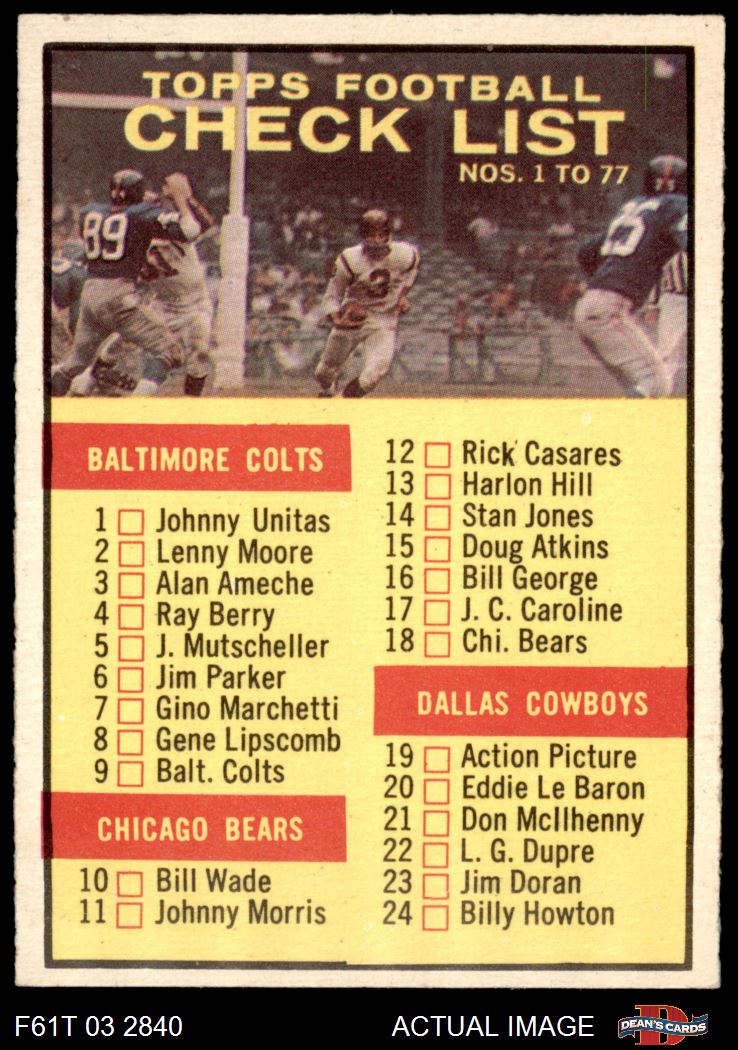 TOPPS FOOTBALL
CHECK LIST
NOS. 1 TO 77
89
BALTIMORE COLTS
1 Johnny Unitas
2 Lenny Moore
3 Alan Ameche
4 Ray Berry
5 J. Mutscheller
6 Jim Parker
7 Gino Marchetti
8 Gene Lipscomb
9 Balt. Colts
CHICAGO BEARS
10 Bill Wade
11 Johnny Morris
12 Rick Casares
13 Harlon Hill
14 Stan Jones
15 Doug Atkins
16 Bill George
17 J. C. Caroline
18 Chi. Bears
DALLAS COWBOYS
19 Action Picture
20 Eddie Le Baron
21 Don McIlhenny
22 L. G. Dupre
23 Jim Doran
24 Billy Howton
F61T 03 2840
ACTUAL IMAGE
DEAN'S CARDS